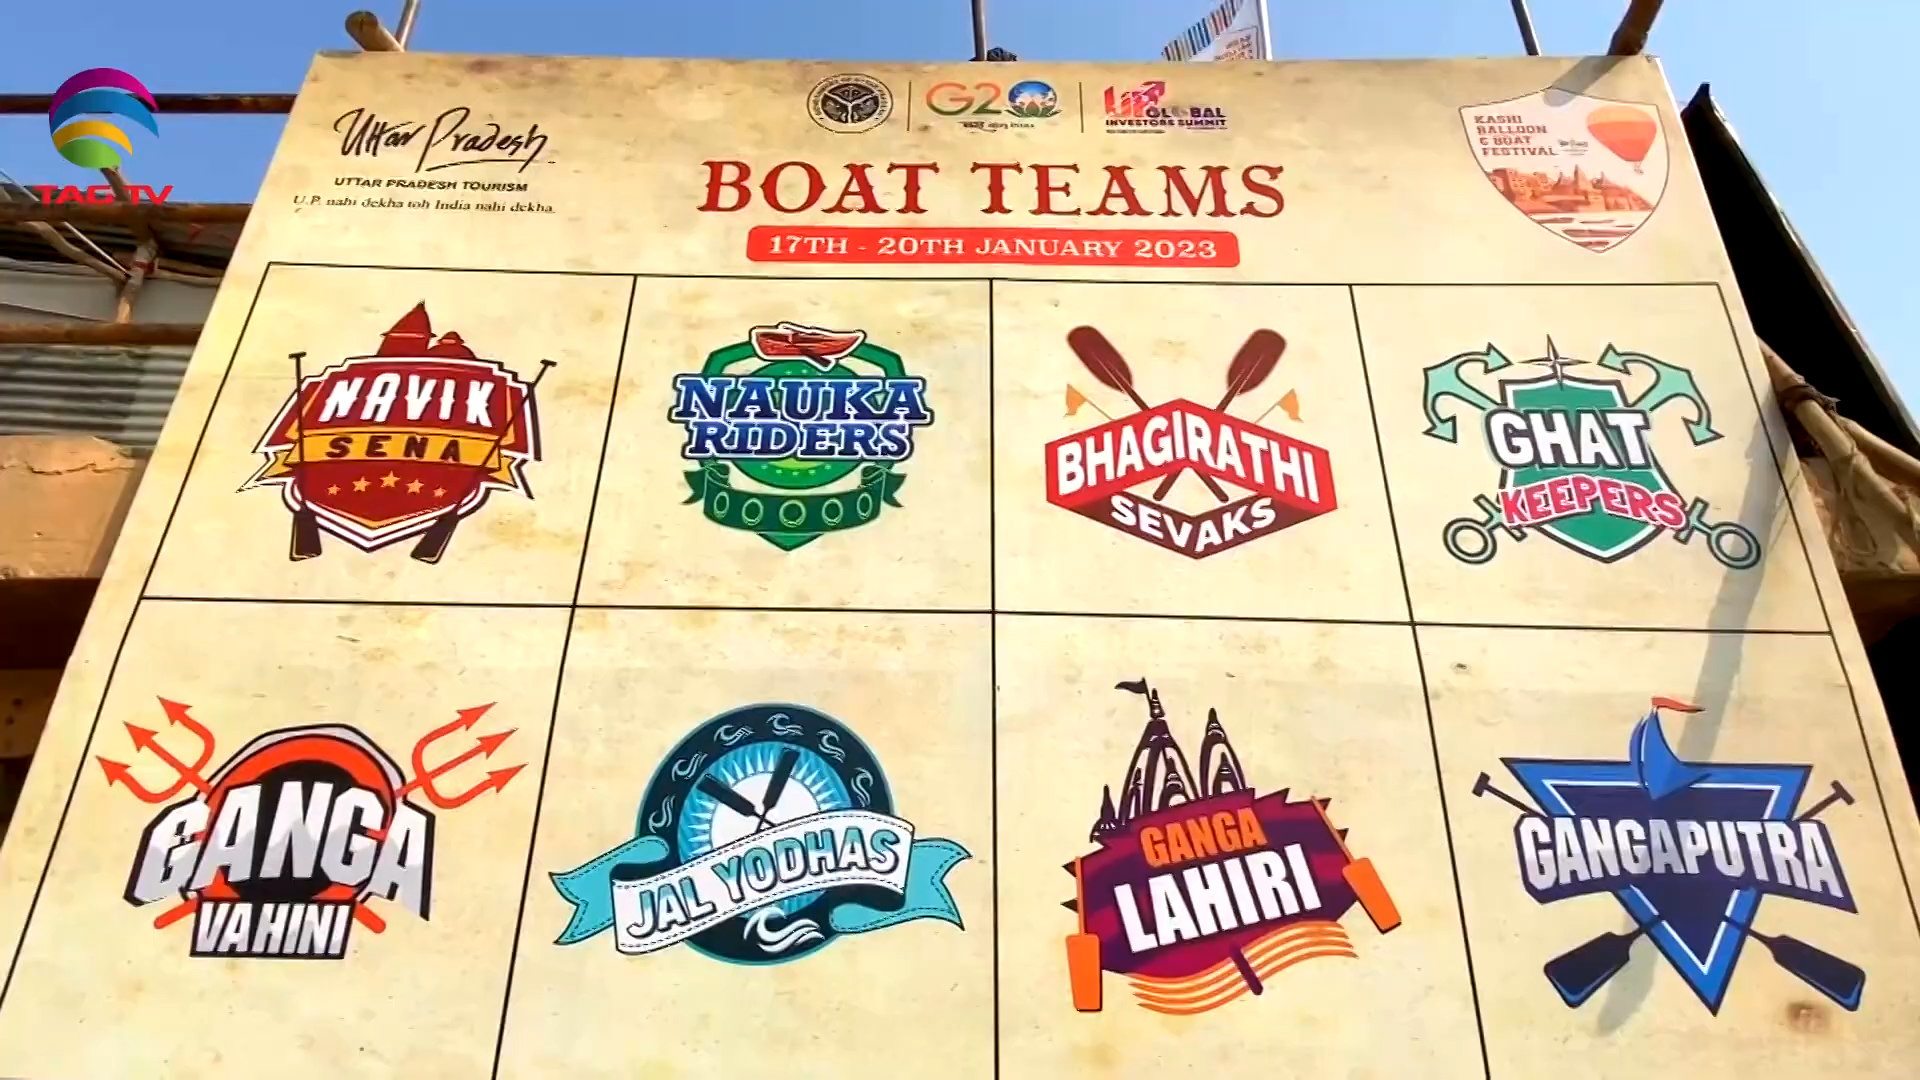 TAG TV
Uttar Pradesh
UTTAR PRADESH TOURISM
U.P. nahi dekha toh India nahi dekha.
G20
UP GLOBAL
INVESTORS SUMMIT
KASHI
BALLOON
& BOAT
FESTIVAL
BOAT TEAMS
17TH - 20TH JANUARY 2023
NAVIK
SENA
NAUKA
RIDERS
BHAGIRATHI
SEVAKS
GHAT
KEEPERS
GANGA
VAHINI
JAL YODHAS
GANGA
LAHIRI
GANGAPUTRA